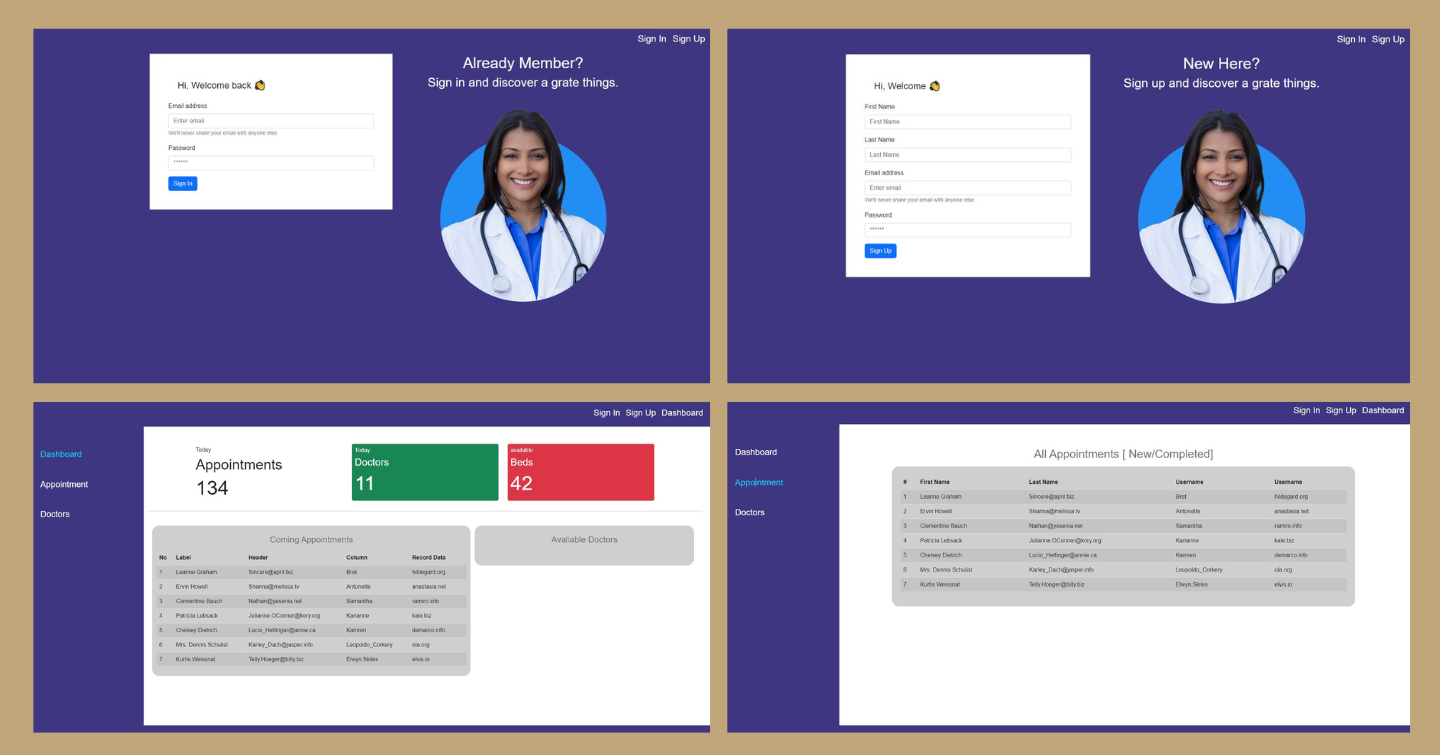 Sign In Sign Up
Already Member?
Sign in and discover a grate things.
Hi, Welcome back
Email address
Enter email
We'll never share your email with anyone else.
Password
******
Sign In
Sign In Sign Up
New Here?
Sign up and discover a grate things.
Hi, Welcome
First Name
First Name
Last Name
Last Name
Email address
Enter email
We'll never share your email with anyone else.
Password
******
Sign Up
Sign In Sign Up Dashboard
Dashboard
Appointment
Doctors
Today
Appointments
134
Today
Doctors
11
available
Beds
42
Coming Appointments
No Label Header Column Record Data
1 Leanne Graham Sincere@april.biz Bret hildegard.org
2 Ervin Howell Shanna@melissa.tv Antonette anastasia.net
3 Clementine Bauch Nathan@yesenia.net Samantha ramiro.info
4 Patricia Lebsack Julianne OConner@kory.org Karianne kale.biz
5 Chelsey Dietrich Lucio_Hettinger@annie.ca Kamren demarco.info
6 Mrs. Dennis Schulist Karley_Dach@jasper.info Leopoldo_Corkery ola.org
7 Kurtis Weissnat Telly.Hoeger@billy.biz Elwyn.Skiles elvis.io
Avaliable Doctors
Sign In Sign Up Dashboard
Dashboard
Appointment
Doctors
All Appointments [ New/Completed]
# First Name Last Name Username Username
1 Leanne Graham Sincere@april.biz Bret hildegard.org
2 Ervin Howell Shanna@melissa.tv Antonette anastasia.net
3 Clementine Bauch Nathan@yesenia.net Samantha ramiro.info
4 Patricia Lebsack Julianne OConner@kory.org Karianne kale.biz
5 Chelsey Dietrich Lucio_Hettinger@annie.ca Kamren demarco.info
6 Mrs. Dennis Schulist Karley_Dach@jasper.info Leopoldo_Corkery ola.org
7 Kurtis Weissnat Telly.Hoeger@billy.biz Elwyn.Skiles elvis.io